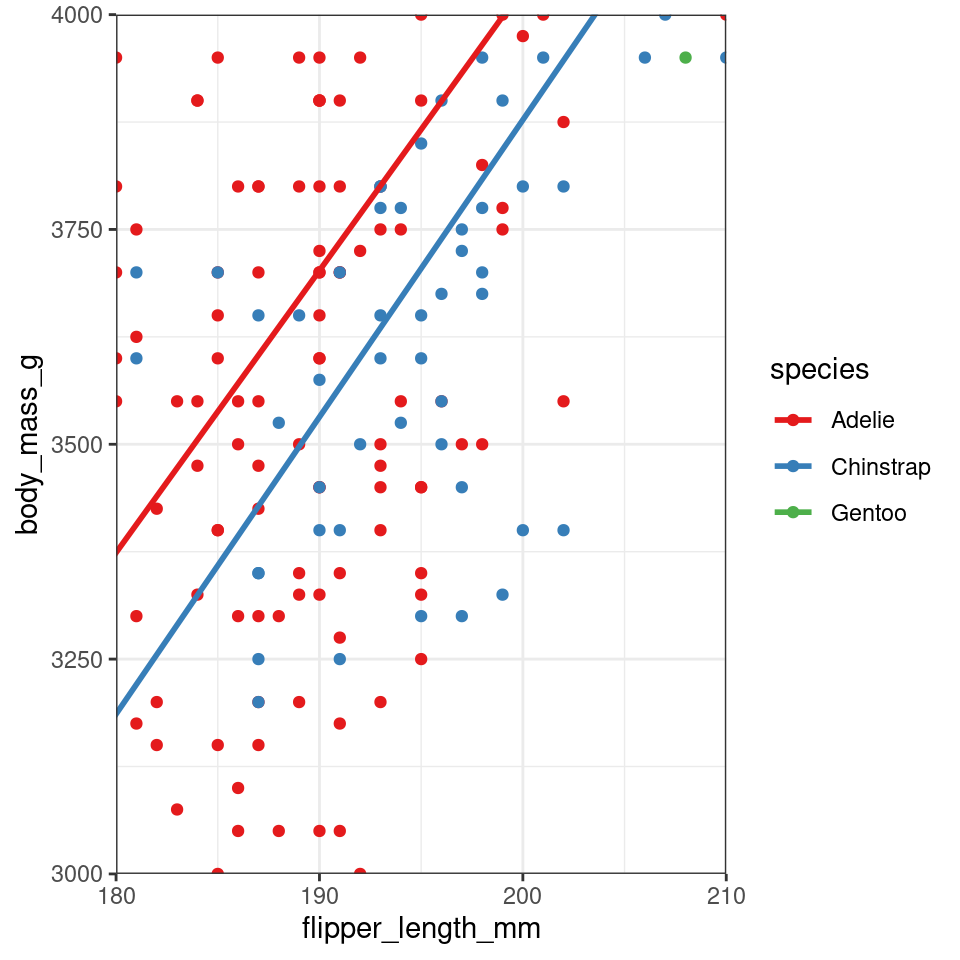 4000
3750
3500
3250
3000
180 190 200 210
flipper_length_mm
body_mass_g
species
Adelie
Chinstrap
Gentoo